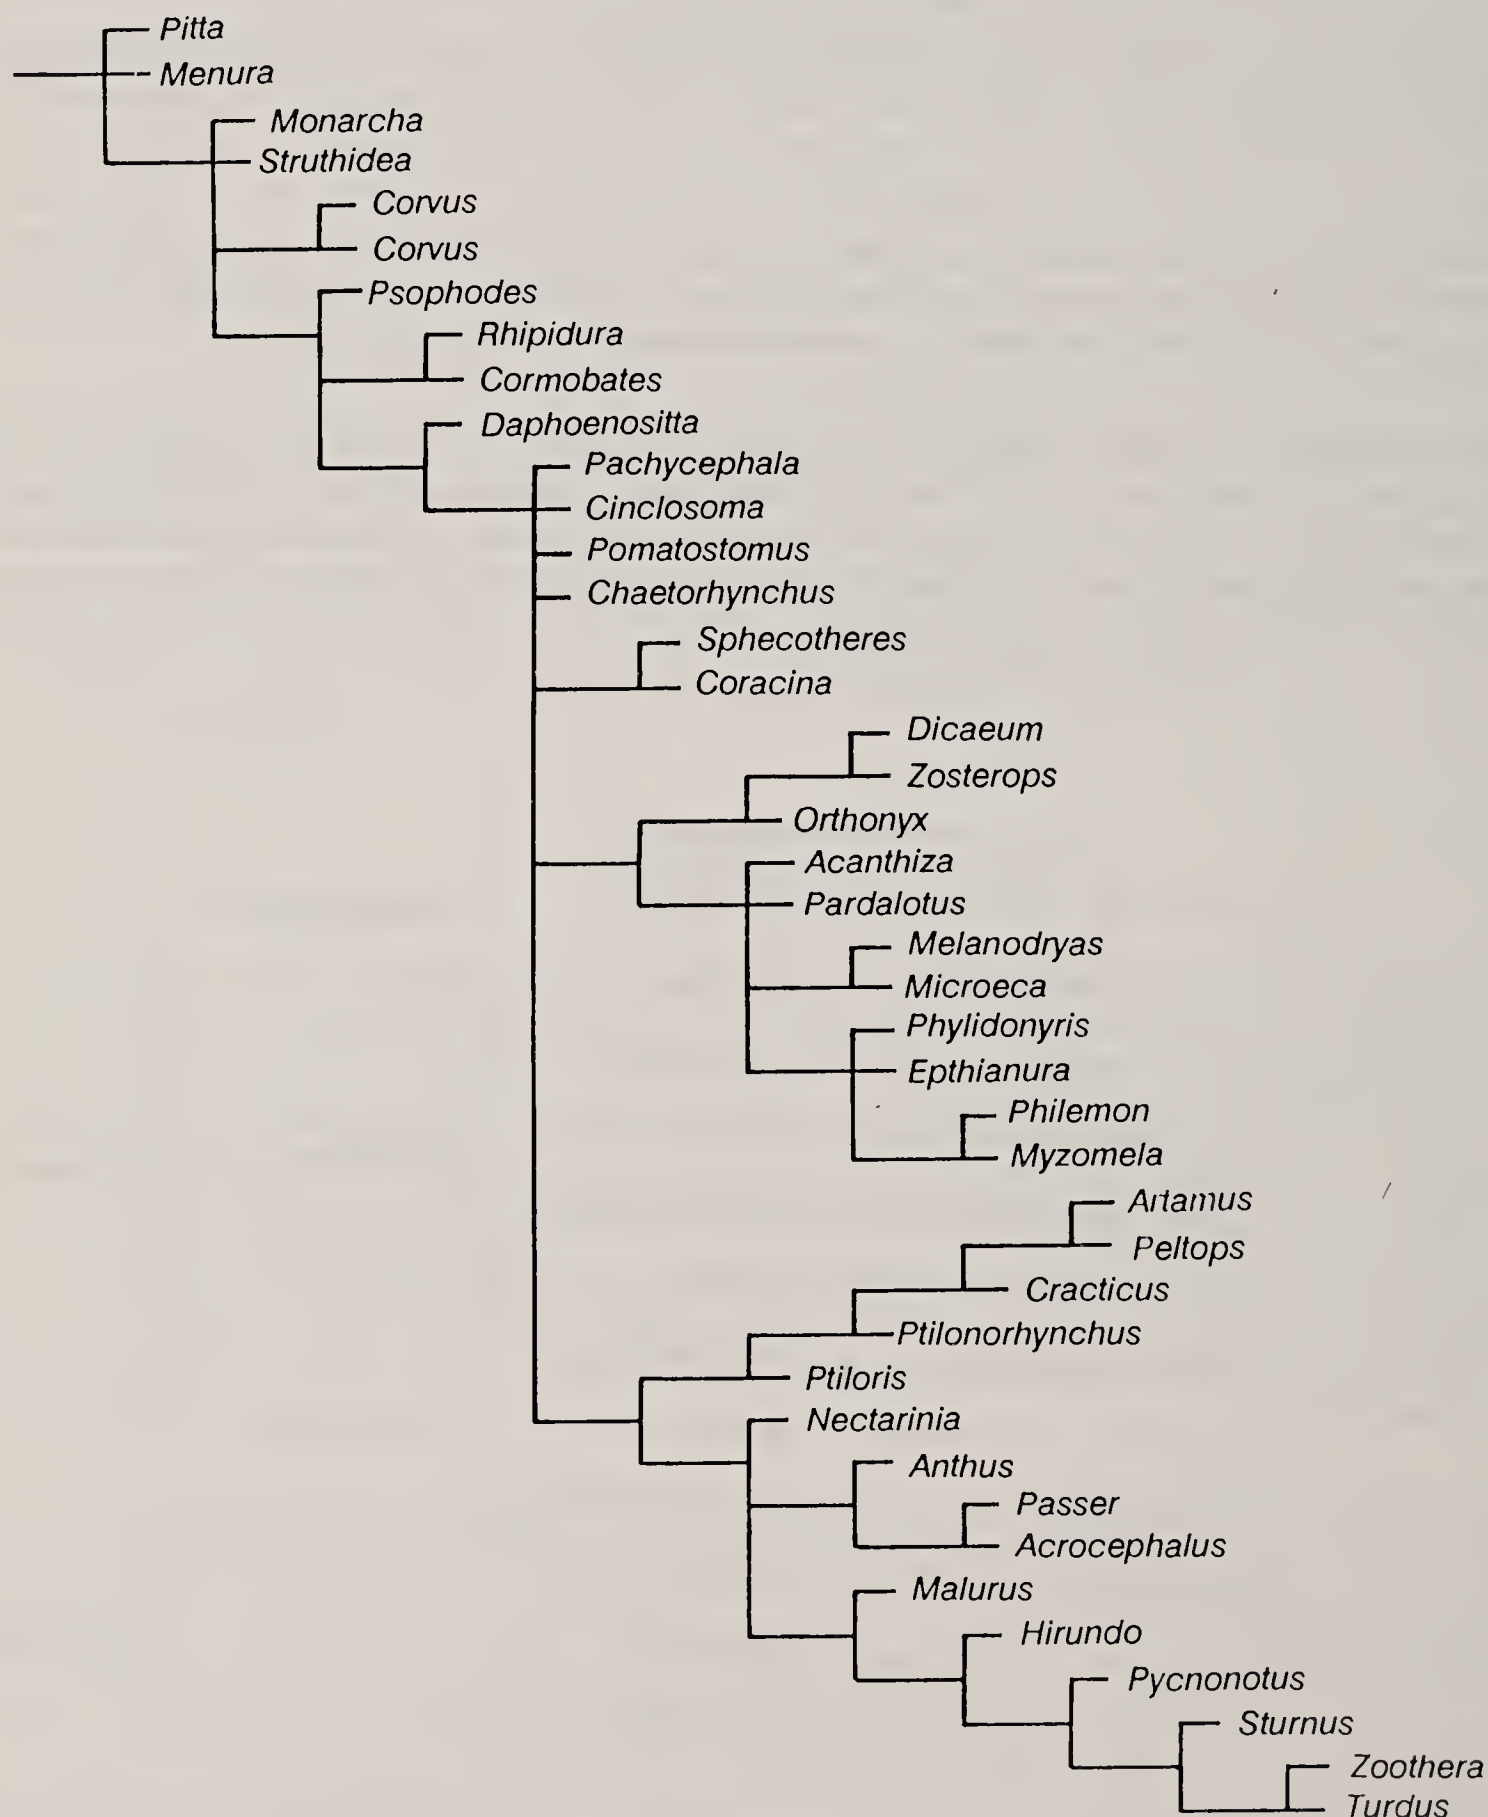 Pitta
Menura
Monarcha
Struthidea
Corvus
Corvus
Psophodes
Rhipidura
Cormobates
Daphoenositta
Pachycephala
Cinclosoma
Pomatostomus
Chaetorhynchus
Sphecotheres
Coracina
Dicaeum
Zosterops
Orthonyx
Acanthiza
Pardalotus
Melanodryas
Microeca
Phylidonyris
Epthianura
Philemon
Myzomela
Artamus
Peltops
Cracticus
Ptilonorhynchus
Ptiloris
Nectarinia
Anthus
Passer
Acrocephalus
Malurus
Hirundo
Pycnonotus
Sturnus
Zoothera
Turdus